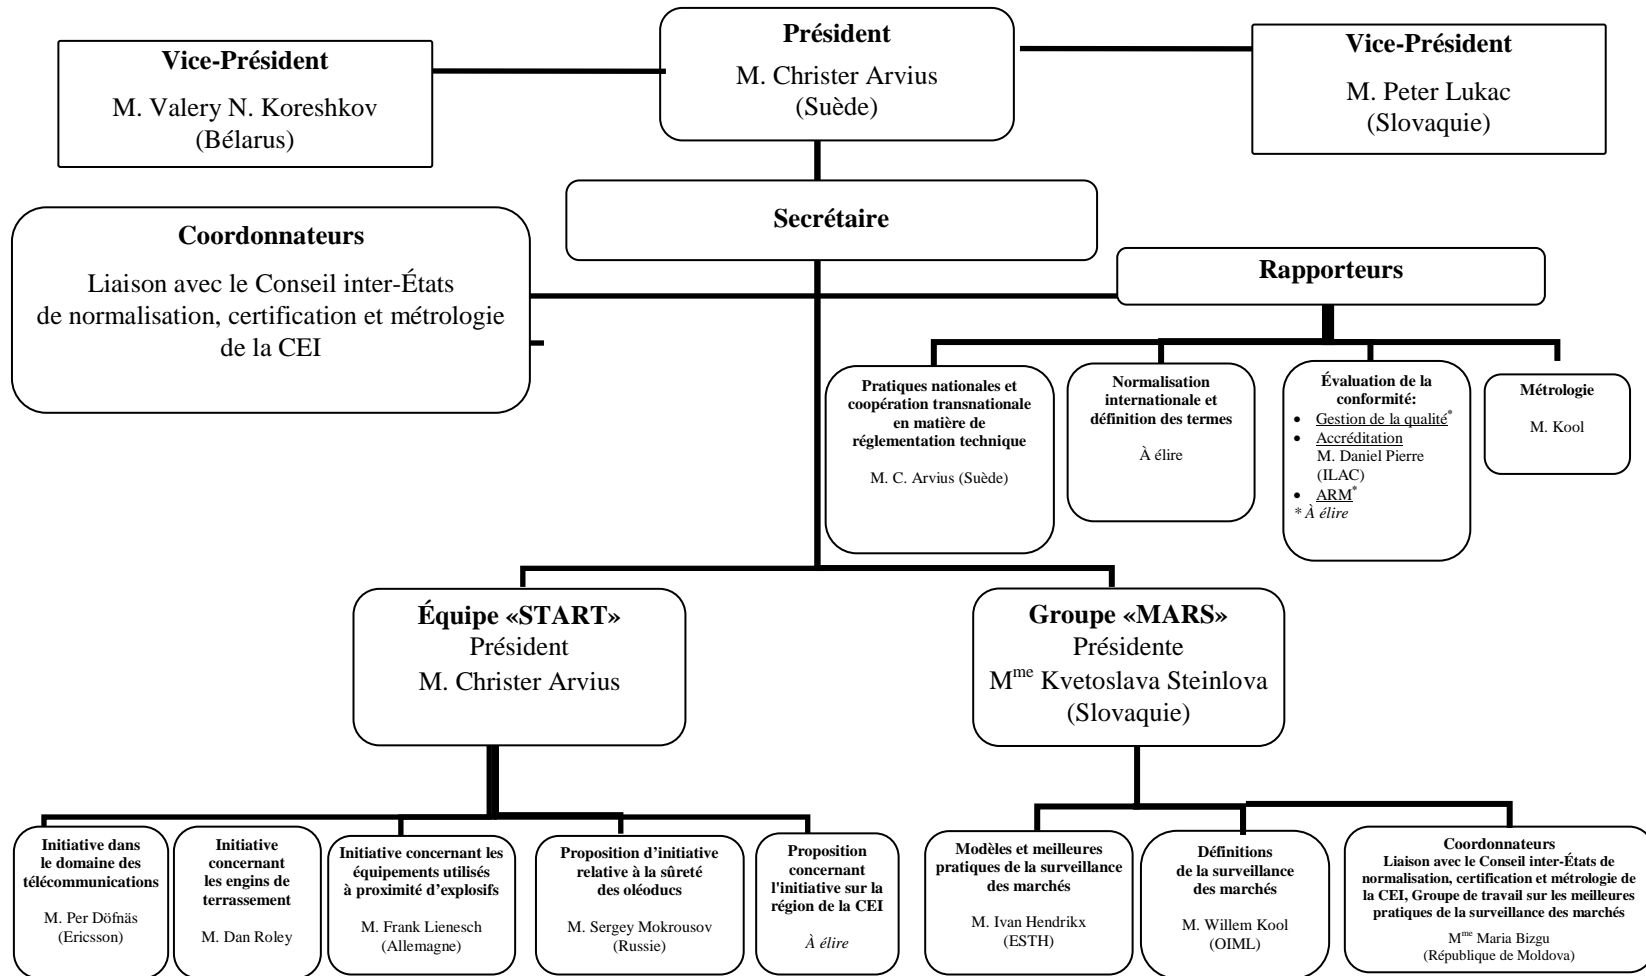 Président
M. Christer Arvius
(Suède)
Vice-Président
M. Valery N. Koreshkov
(Bélarus)
Vice-Président
M. Peter Lukac
(Slovaquie)
Secrétaire
Coordonnateurs
Liaison avec le Conseil inter-États
de normalisation, certification et métrologie
de la CEI
Rapporteurs
Pratiques nationales et
coopération transnationale
en matière de
réglementation technique
M. C. Arvius (Suède)
Normalisation
internationale et
définition des termes
À élire
Évaluation de la
conformité:
• Gestion de la qualité*
• Accréditation
M. Daniel Pierre
(ILAC)
• ARM*
* À élire
Métrologie
M. Kool
Équipe «START»
Président
M. Christer Arvius
Groupe «MARS»
Présidente
Mme Kvetoslava Steinlova
(Slovaquie)
Initiative dans
le domaine des
télécommunications
M. Per Döfnäs
(Ericsson)
Initiative
concernant
les engins de
terrassement
M. Dan Roley
Initiative concernant les
équipements utilisés
à proximité d'explosifs
M. Frank Lienesch
(Allemagne)
Proposition d'initiative
relative à la sûreté
des oléoducs
M. Sergey Mokrousov
(Russie)
Proposition
concernant
l'initiative sur la
région de la CEI
À élire
Modèles et meilleures
pratiques de la surveillance
des marchés
M. Ivan Hendrikx
(ESTH)
Définitions
de la surveillance
des marchés
M. Willem Kool
(OIML)
Coordonnateurs
Liaison avec le Conseil inter-États de
normalisation, certification et métrologie de
la CEI, Groupe de travail sur les meilleures
pratiques de la surveillance des marchés
Mme Maria Bizgu
(République de Moldova)